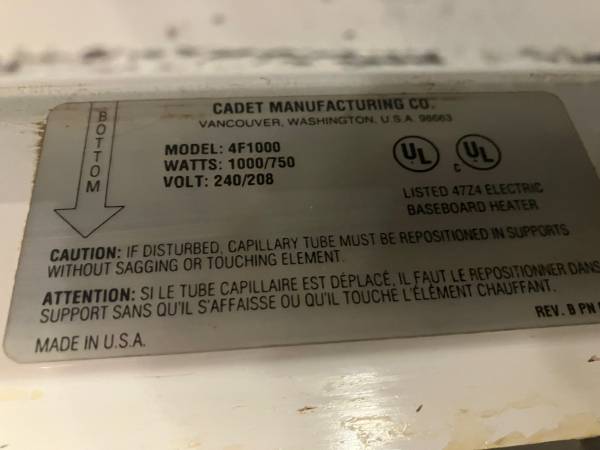 BOTTOM
CADET MANUFACTURING CO.
VANCOUVER, WASHINGTON, U.S.A. 98663
MODEL: 4F1000
WATTS: 1000/750
VOLT: 240/208
UL
C UL
LISTED 47Z4 ELECTRIC
BASEBOARD HEATER
CAUTION: IF DISTURBED, CAPILLARY TUBE MUST BE REPOSITIONED IN SUPPORTS
WITHOUT SAGGING OR TOUCHING ELEMENT.
ATTENTION: SI LE TUBE CAPILLAIRE EST DÉPLACÉ, IL FAUT LE REPOSITIONNER DANS
SUPPORT SANS QU'IL S'AFFAISSE OU QU'IL TOUCHE L'ÉLÉMENT CHAUFFANT.
REV. B PN
MADE IN U.S.A.